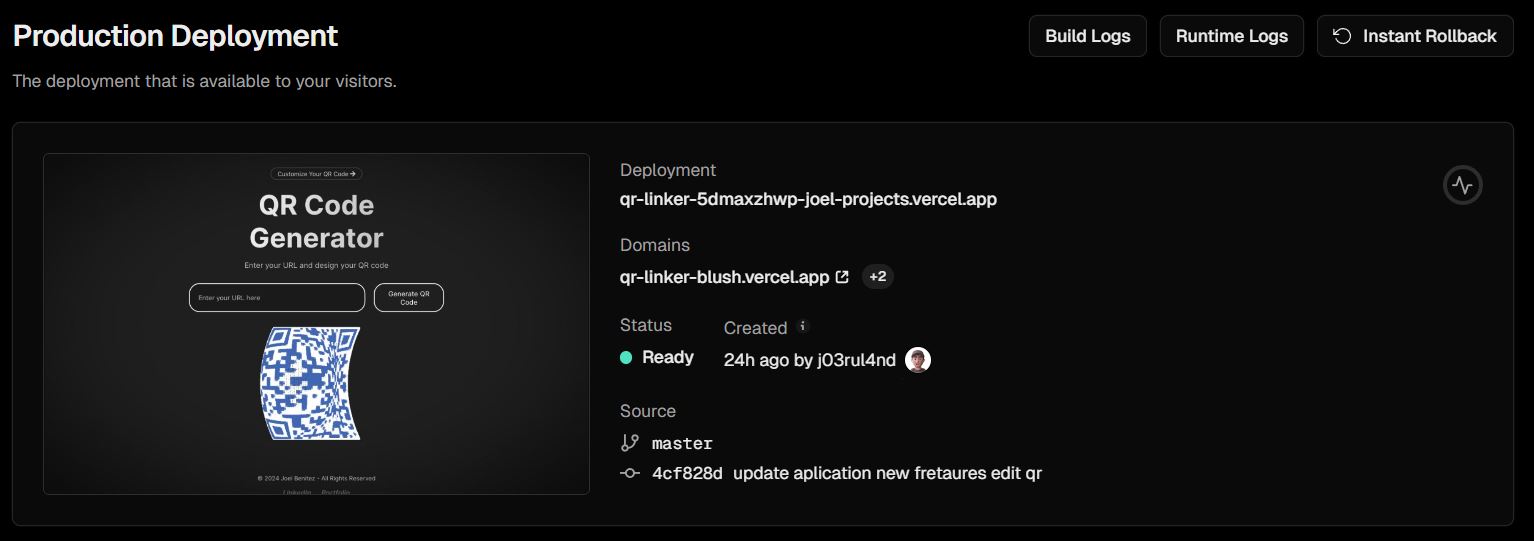 Production Deployment
Build Logs
Runtime Logs
Instant Rollback
The deployment that is available to your visitors.
Customize Your QR Code →
QR Code
Generator
Enter your URL and design your QR code
Enter your URL here
Generate QR
Code
© 2024 Joel Benitez - All Rights Reserved
LinkedIn Portfolio
Deployment
qr-linker-5dmaxzhwp-joel-projects.vercel.app
Domains
qr-linker-blush.vercel.app +2
Status
Created
Ready
24h ago by j03rul4nd
Source
master
4cf828d update aplication new fretaures edit qr